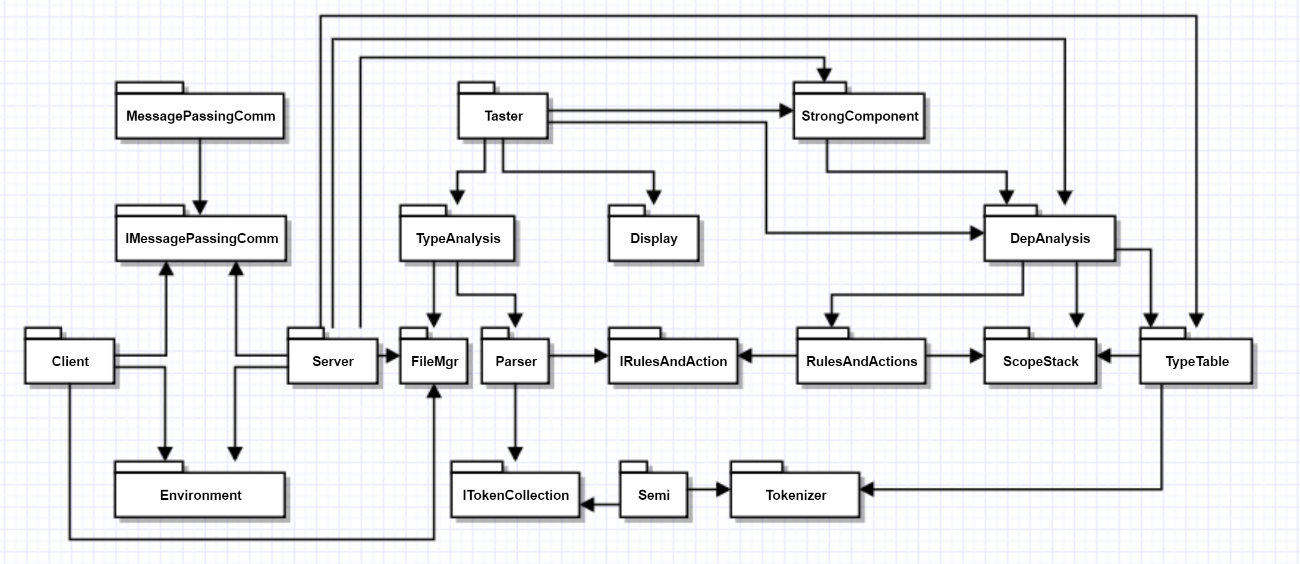 MessagePassingComm
Taster
StrongComponent
IMessagePassingComm
TypeAnalysis
Display
DepAnalysis
Client
Server
FileMgr
Parser
IRulesAndAction
RulesAndActions
ScopeStack
TypeTable
Environment
ITokenCollection
Semi
Tokenizer